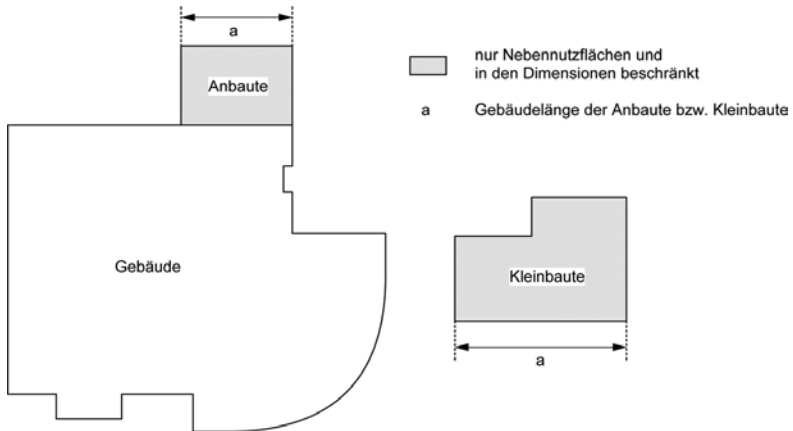 a
Anbaute
nur Nebennutzflächen und
in den Dimensionen beschränkt
a Gebäudelänge der Anbaute bzw. Kleinbaute
Gebäude
Kleinbaute
a